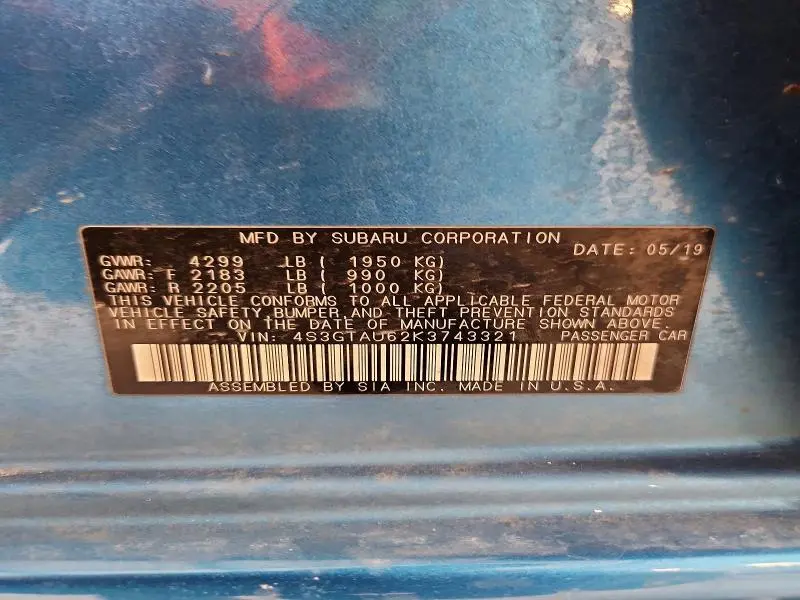 MFD BY SUBARU CORPORATION DATE: 05/19
GVWR: 4299 LB ( 1950 KG)
GAWR: F 2183 LB ( 990 KG)
GAWR: R 2205 LB ( 1000 KG)
THIS VEHICLE CONFORMS TO ALL APPLICABLE FEDERAL MOTOR
VEHICLE SAFETY,BUMPER,AND THEFT PREVENTION STANDARDS
IN EFFECT ON THE DATE OF MANUFACTURE SHOWN ABOVE.
VIN: 4S3GTAU62K3743321 PASSENGER CAR
ASSEMBLED BY SIA INC. MADE IN U.S.A.